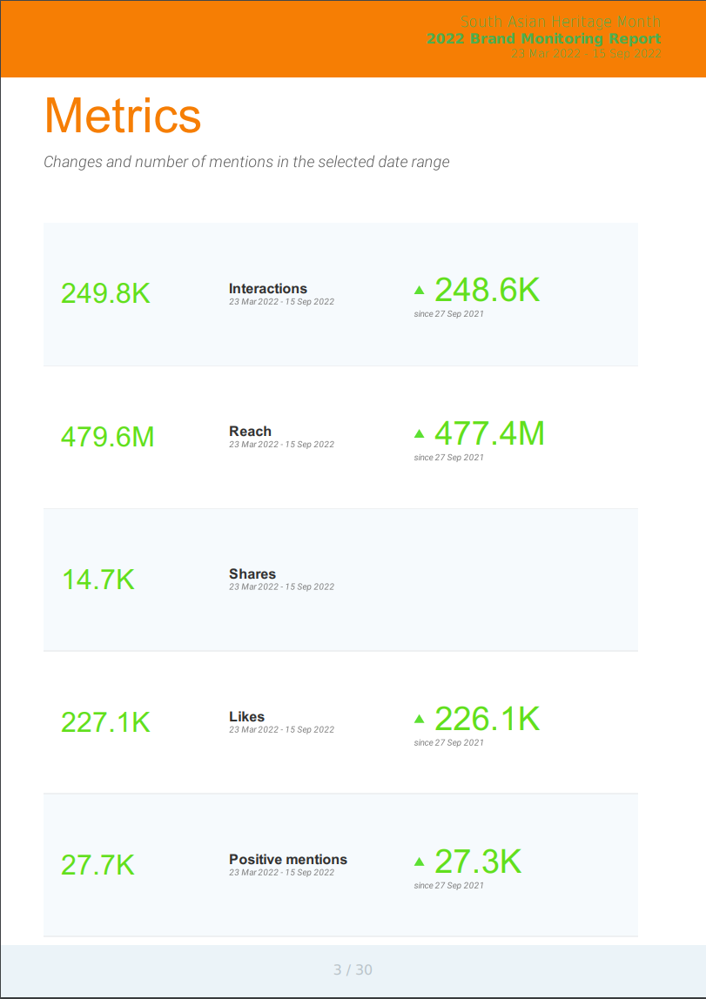 South Asian Heritage Month
2022 Brand Monitoring Report
23 Mar 2022 - 15 Sep 2022
Metrics
Changes and number of mentions in the selected date range
249.8K
Interactions
23 Mar 2022 - 15 Sep 2022
▲ 248.6K
since 27 Sep 2021
479.6M
Reach
23 Mar 2022 - 15 Sep 2022
▲ 477.4M
since 27 Sep 2021
14.7K
Shares
23 Mar 2022 - 15 Sep 2022
227.1K
Likes
23 Mar 2022 - 15 Sep 2022
▲ 226.1K
since 27 Sep 2021
27.7K
Positive mentions
23 Mar 2022 - 15 Sep 2022
▲ 27.3K
since 27 Sep 2021
3 / 30